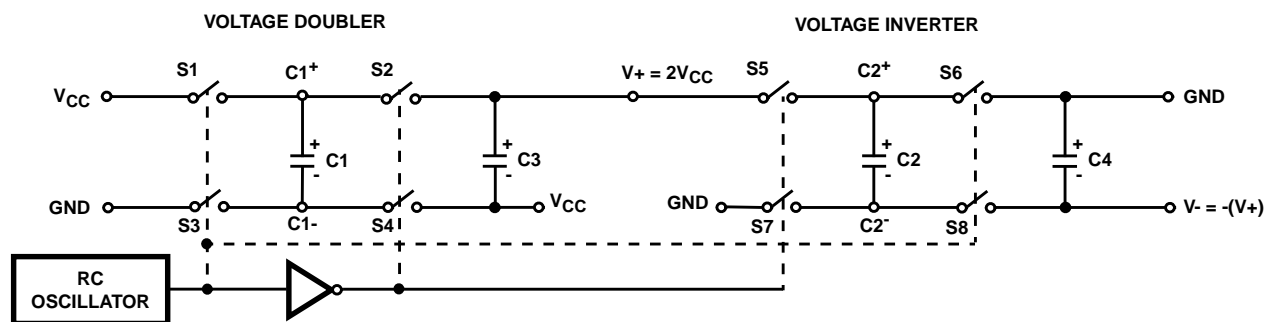 VOLTAGE DOUBLER
VOLTAGE INVERTER
S1 C1+ S2 V+ = 2VCC S5 C2+ S6
VCC GND
+ C1 - + C3 - + C2 - + C4 -
GND VCC GND V- = -(V+)
S3 C1- S4 S7 C2- S8
RC
OSCILLATOR